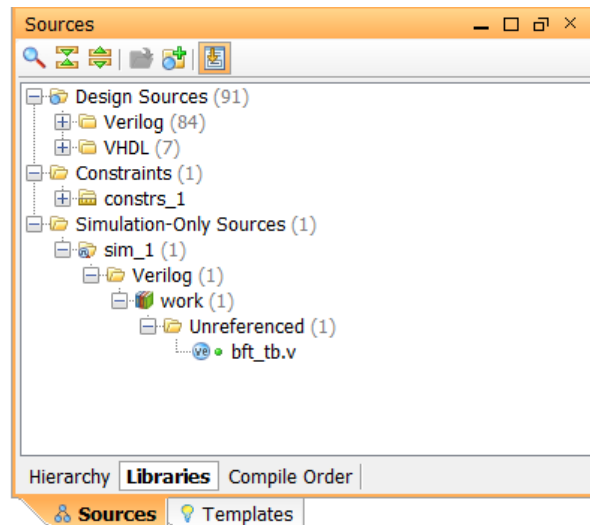 Sources
Design Sources (91)
Verilog (84)
VHDL (7)
Constraints (1)
constrs_1
Simulation-Only Sources (1)
sim_1 (1)
Verilog (1)
work (1)
Unreferenced (1)
bft_tb.v
Hierarchy Libraries Compile Order
Sources Templates